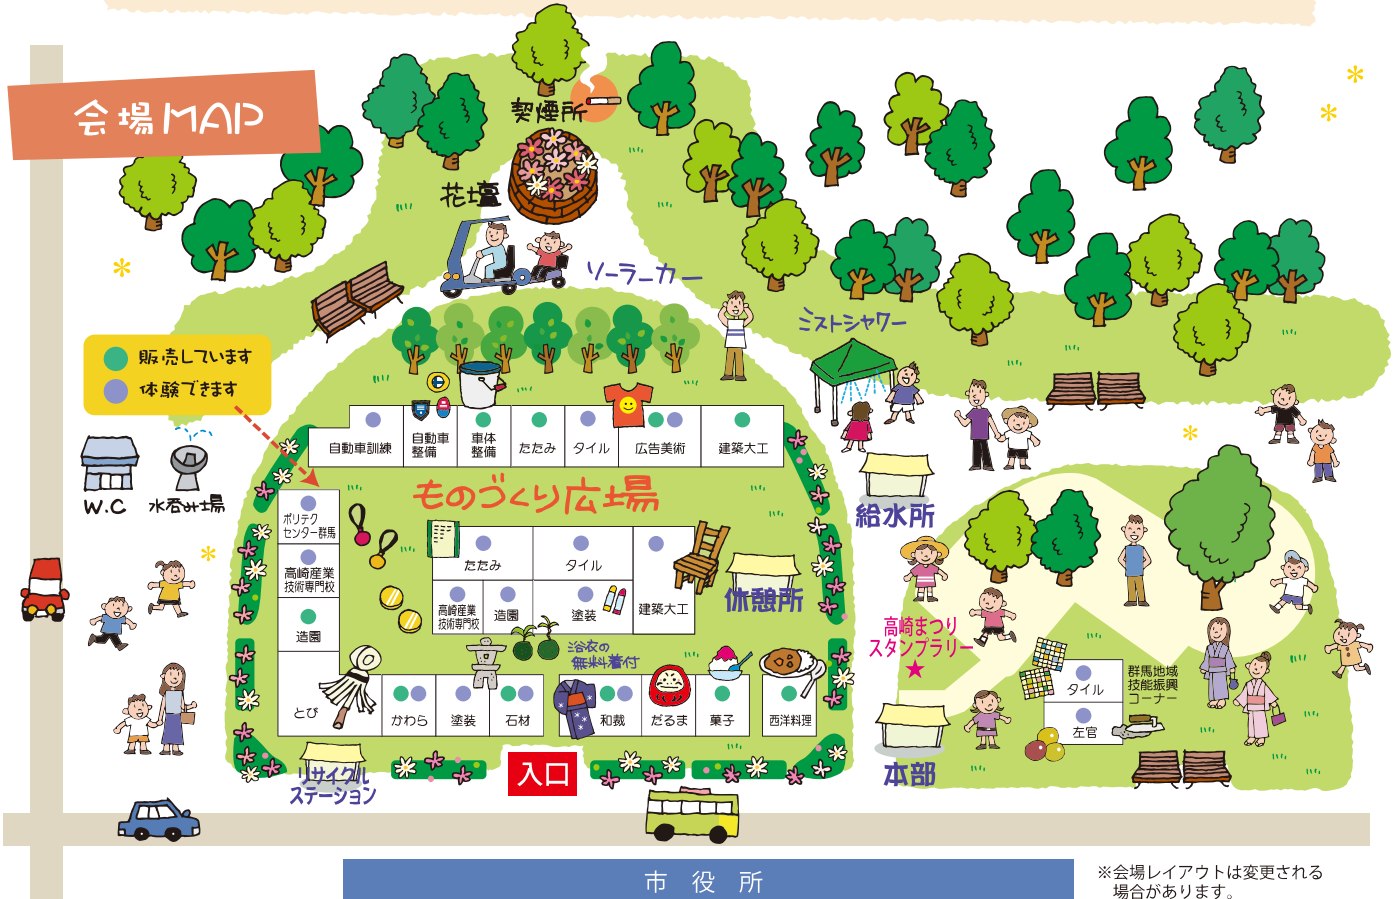 会場MAP
喫煙所
花壇
ソーラーカー
ミストシャワー
販売しています
体験できます
W.C
水呑み場
自動車訓練
自動車
整備
車体
整備
たたみ
タイル
広告美術
建築大工
ものづくり広場
ポリテク
センター群馬
高崎産業
技術専門校
造園
とび
たたみ
タイル
高崎産業
技術専門校
造園
塗装
建築大工
休憩所
給水所
浴衣の
無料着付
かわら
塗装
石材
和裁
だるま
菓子
西洋料理
リサイクル
ステーション
入口
高崎まつり
スタンプラリー
★
本部
タイル
左官
群馬地域
技能振興
コーナー
市役所
※会場レイアウトは変更される
場合があります。